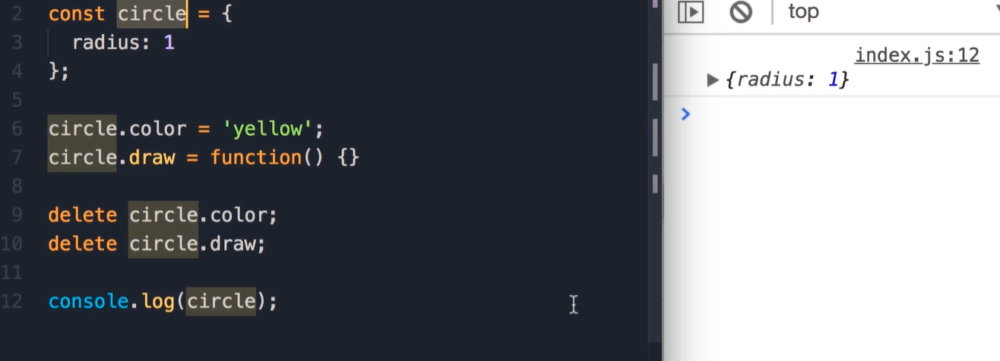 2 const circle = {
3 radius: 1
4 };
5
6 circle.color = 'yellow';
7 circle.draw = function() {}
8
9 delete circle.color;
10 delete circle.draw;
11
12 console.log(circle);
top
index.js:12
▶ {radius: 1}
>